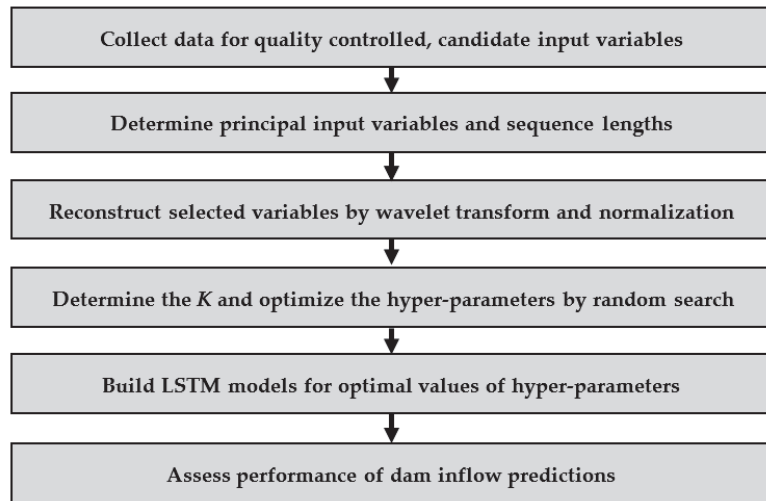 Collect data for quality controlled, candidate input variables
Determine principal input variables and sequence lengths
Reconstruct selected variables by wavelet transform and normalization
Determine the K and optimize the hyper-parameters by random search
Build LSTM models for optimal values of hyper-parameters
Assess performance of dam inflow predictions